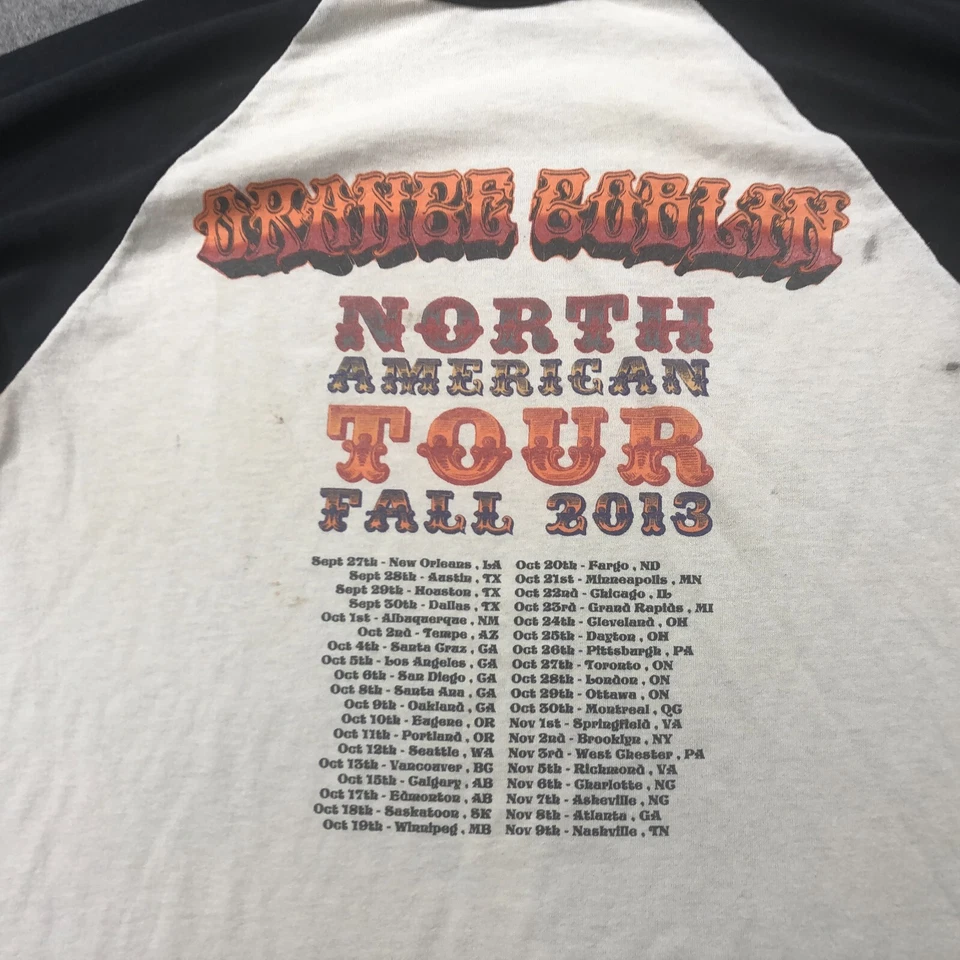 ORANGE GOBLIN
NORTH
AMERICAN
TOUR
FALL 2013
Sept 27th - New Orleans , LA
Sept 28th - Austin , TX
Sept 29th - Houston , TX
Sept 30th - Dallas , TX
Oct 1st - Albuquerque , NM
Oct 2nd - Tempe , AZ
Oct 4th - Santa Cruz , CA
Oct 5th - Los Angeles , CA
Oct 6th - San Diego , CA
Oct 8th - Santa Ana , CA
Oct 9th - Oakland , CA
Oct 10th - Eugene , OR
Oct 11th - Portland , OR
Oct 12th - Seattle , WA
Oct 13th - Vancouver , BC
Oct 15th - Calgary , AB
Oct 17th - Edmonton , AB
Oct 18th - Saskatoon , SK
Oct 19th - Winnipeg , MB
Oct 20th - Fargo , ND
Oct 21st - Minneapolis , MN
Oct 22nd - Chicago , IL
Oct 23rd - Grand Rapids , MI
Oct 24th - Cleveland , OH
Oct 25th - Dayton , OH
Oct 26th - Pittsburgh , PA
Oct 27th - Toronto , ON
Oct 28th - London , ON
Oct 29th - Ottawa , ON
Oct 30th - Montreal , QC
Nov 1st - Springfield , VA
Nov 2nd - Brooklyn , NY
Nov 3rd - West Chester , PA
Nov 5th - Richmond , VA
Nov 6th - Charlotte , NC
Nov 7th - Asheville , NC
Nov 8th - Atlanta , GA
Nov 9th - Nashville , TN